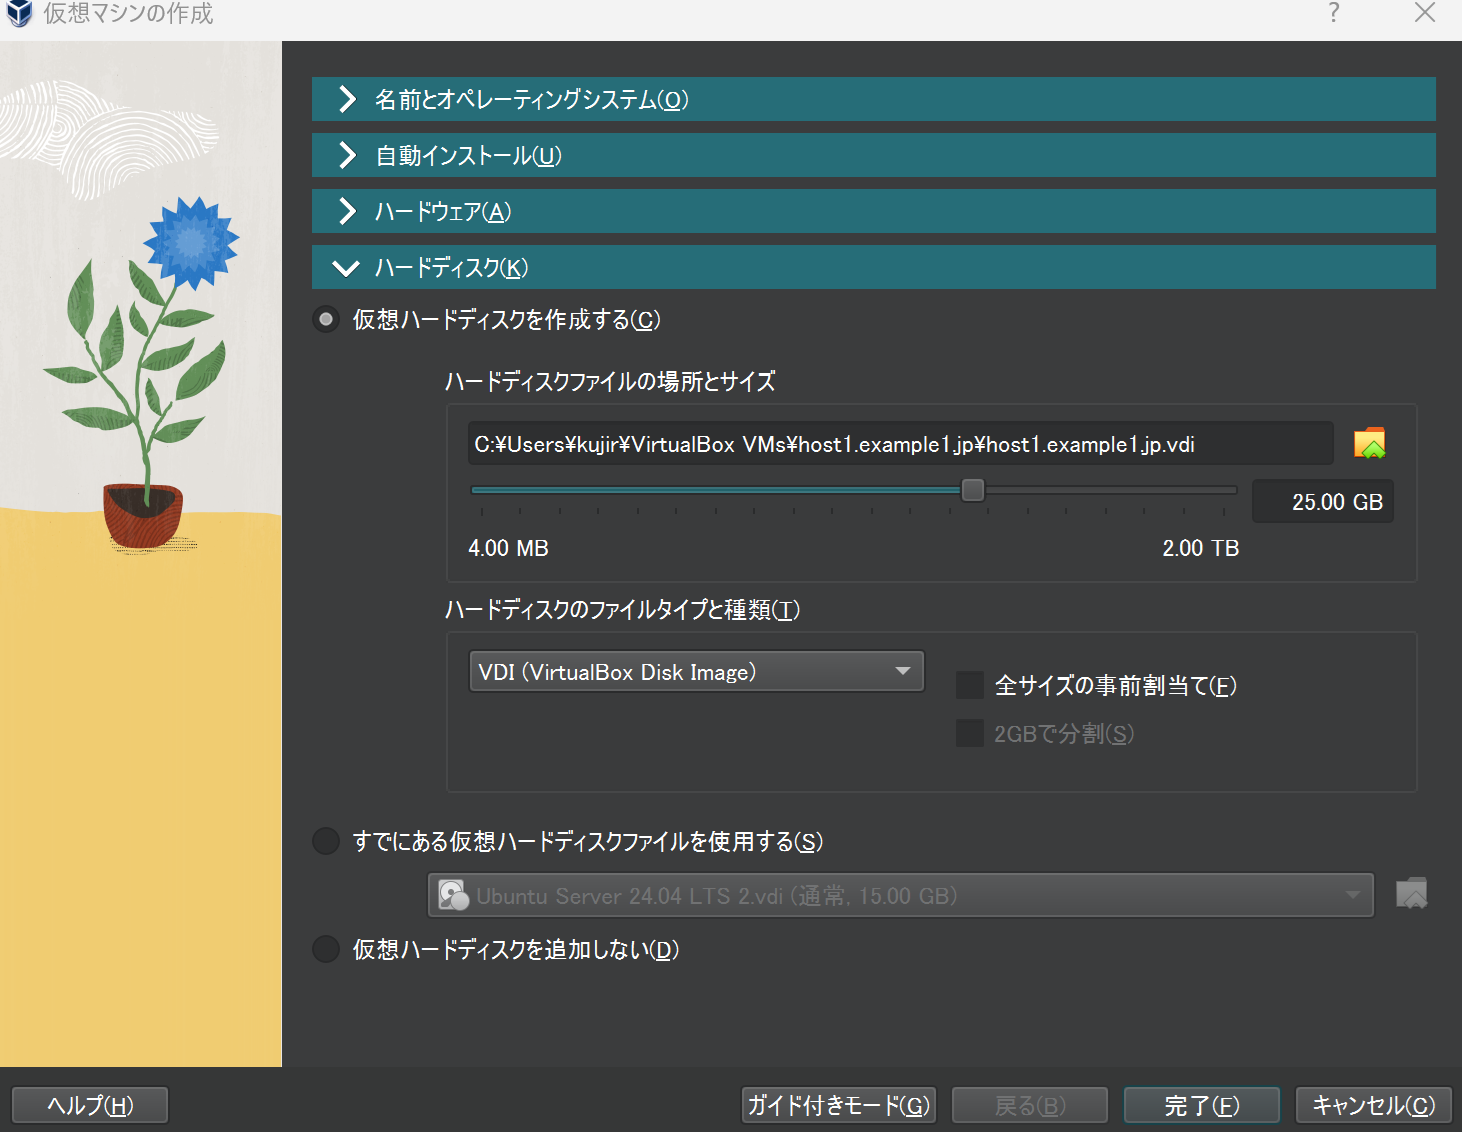 仮想マシンの作成
?
名前とオペレーティングシステム(O)
自動インストール(U)
ハードウェア(A)
ハードディスク(K)
仮想ハードディスクを作成する(C)
ハードディスクファイルの場所とサイズ
C:¥Users¥kujir¥VirtualBox VMs¥host1.example1.jp¥host1.example1.jp.vdi
25.00 GB
4.00 MB
2.00 TB
ハードディスクのファイルタイプと種類(T)
VDI (VirtualBox Disk Image)
全サイズの事前割当て(F)
2GBで分割(S)
すでにある仮想ハードディスクファイルを使用する(S)
Ubuntu Server 24.04 LTS 2.vdi (通常, 15.00 GB)
仮想ハードディスクを追加しない(D)
ヘルプ(H)
ガイド付きモード(G)
戻る(B)
完了(F)
キャンセル(C)